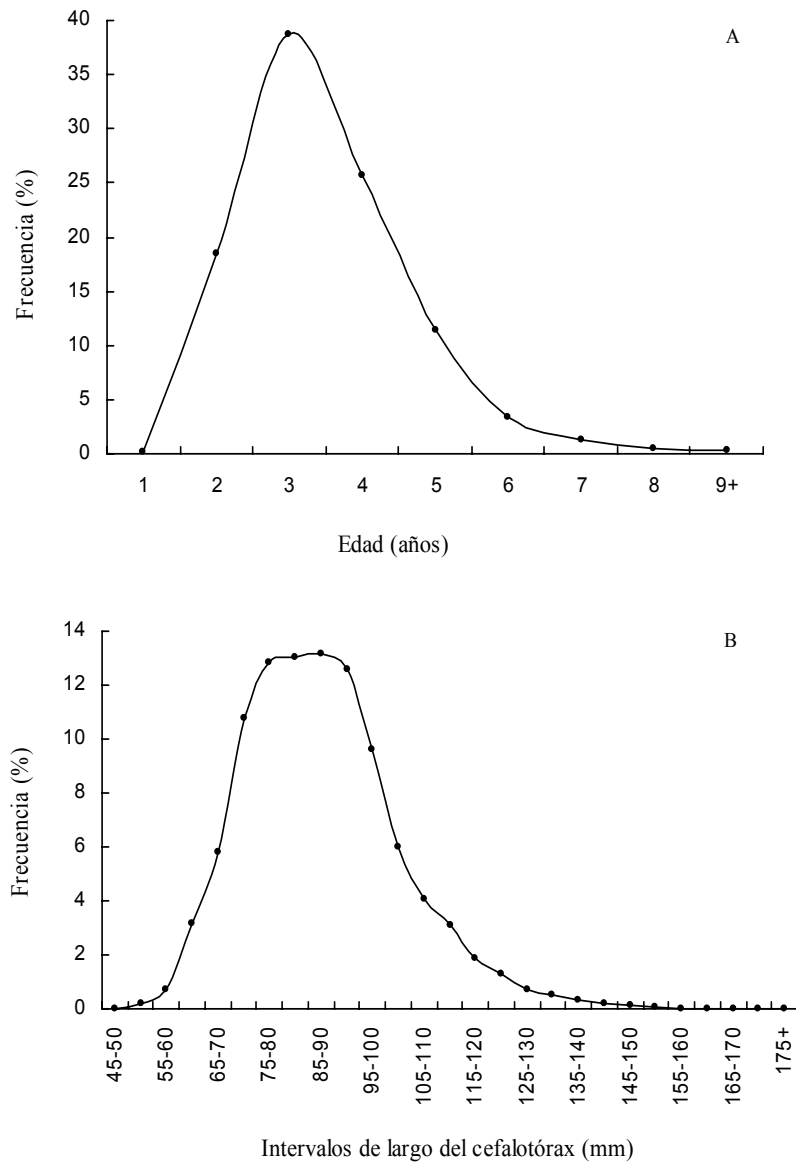 A
Frecuencia (%)
40
35
30
25
20
15
10
5
0
1 2 3 4 5 6 7 8 9+
Edad (años)
B
Frecuencia (%)
14
12
10
8
6
4
2
0
45-50 55-60 65-70 75-80 85-90 95-100 105-110 115-120 125-130 135-140 145-150 155-160 165-170 175+
Intervalos de largo del cefalotórax (mm)